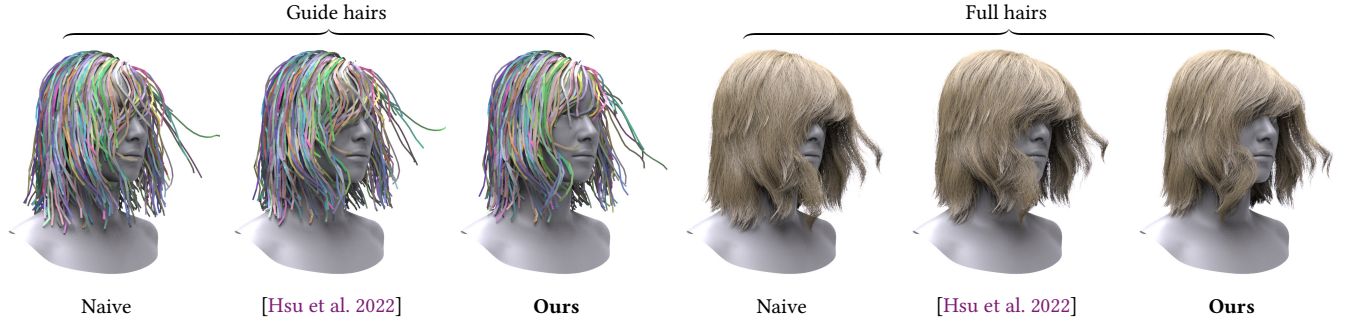 Guide hairs Full hairs
Naive [Hsu et al. 2022] Ours Naive [Hsu et al. 2022] Ours